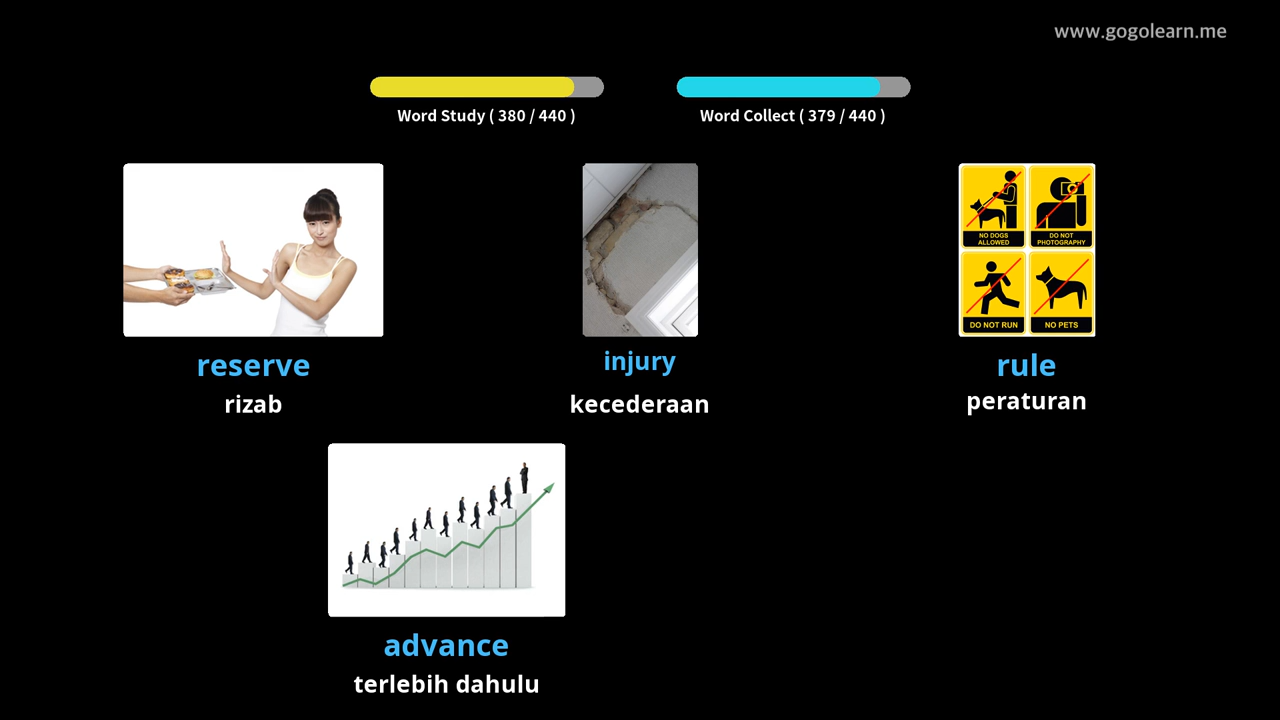 www.gogolearn.me
Word Study ( 380 / 440 )
Word Collect ( 379 / 440 )
NO DOGS
ALLOWED
DO NOT
PHOTOGRAPHY
DO NOT RUN
NO PETS
reserve
injury
rule
rizab
kecederaan
peraturan
advance
terlebih dahulu